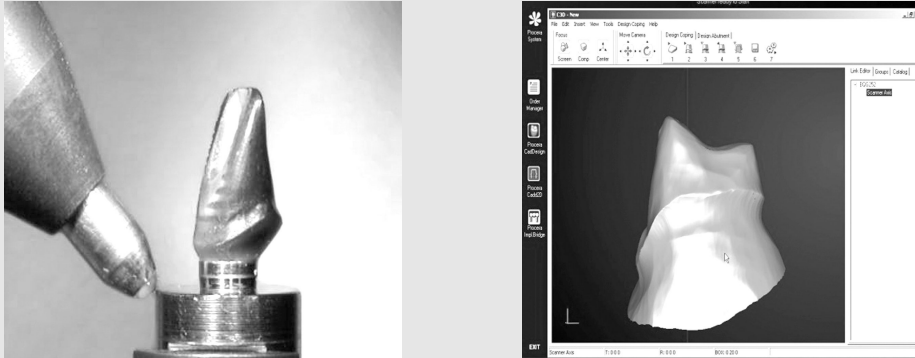 Scanner Ready to Start
C3D - New
File Edit Insert View Tools Design Coping Help
Procera
System
Focus
Move Camera
Design Coping
Design Abutment
Screen
Comp
Center
1 2 3 4 5 6 7
Link Editor
Groups
Catalog
Scanner Axis
Order
Manager
Procera
CadDesign
Procera
Procera
Impl.Bridge
EXIT
Scanner Axis